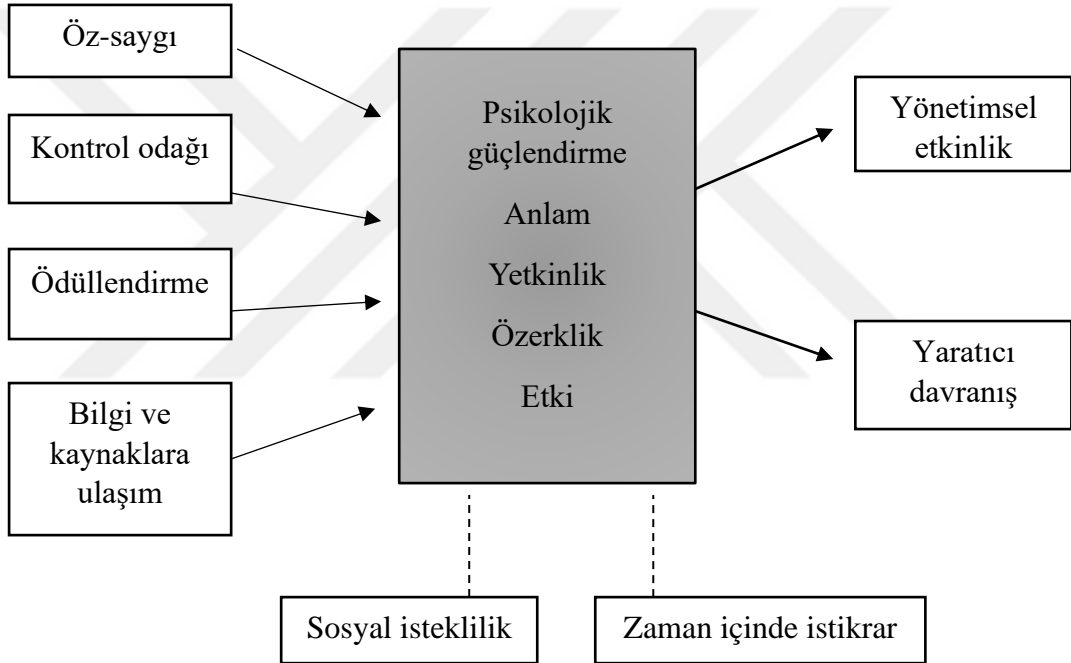 Öz-saygı
Kontrol odağı
Ödüllendirme
Bilgi ve
kaynaklara
ulaşım
Psikolojik
güçlendirme
Anlam
Yetkinlik
Özerklik
Etki
Yönetimsel
etkinlik
Yaratıcı
davranış
Sosyal isteklilik
Zaman içinde istikrar